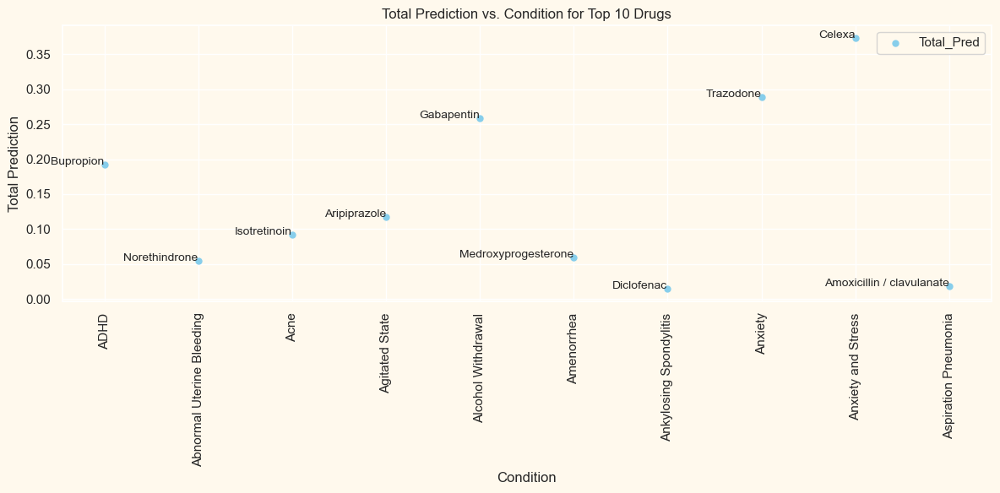 Total Prediction vs. Condition for Top 10 Drugs
Total_Pred
Total Prediction
0.35
0.30
0.25
0.20
0.15
0.10
0.05
0.00
Bupropion
Norethindrone
Isotretinoin
Aripiprazole
Gabapentin
Medroxyprogesterone
Diclofenac
Trazodone
Celexa
Amoxicillin / clavulanate
ADHD
Abnormal Uterine Bleeding
Acne
Agitated State
Alcohol Withdrawal
Amenorrhea
Ankylosing Spondylitis
Anxiety
Anxiety and Stress
Aspiration Pneumonia
Condition